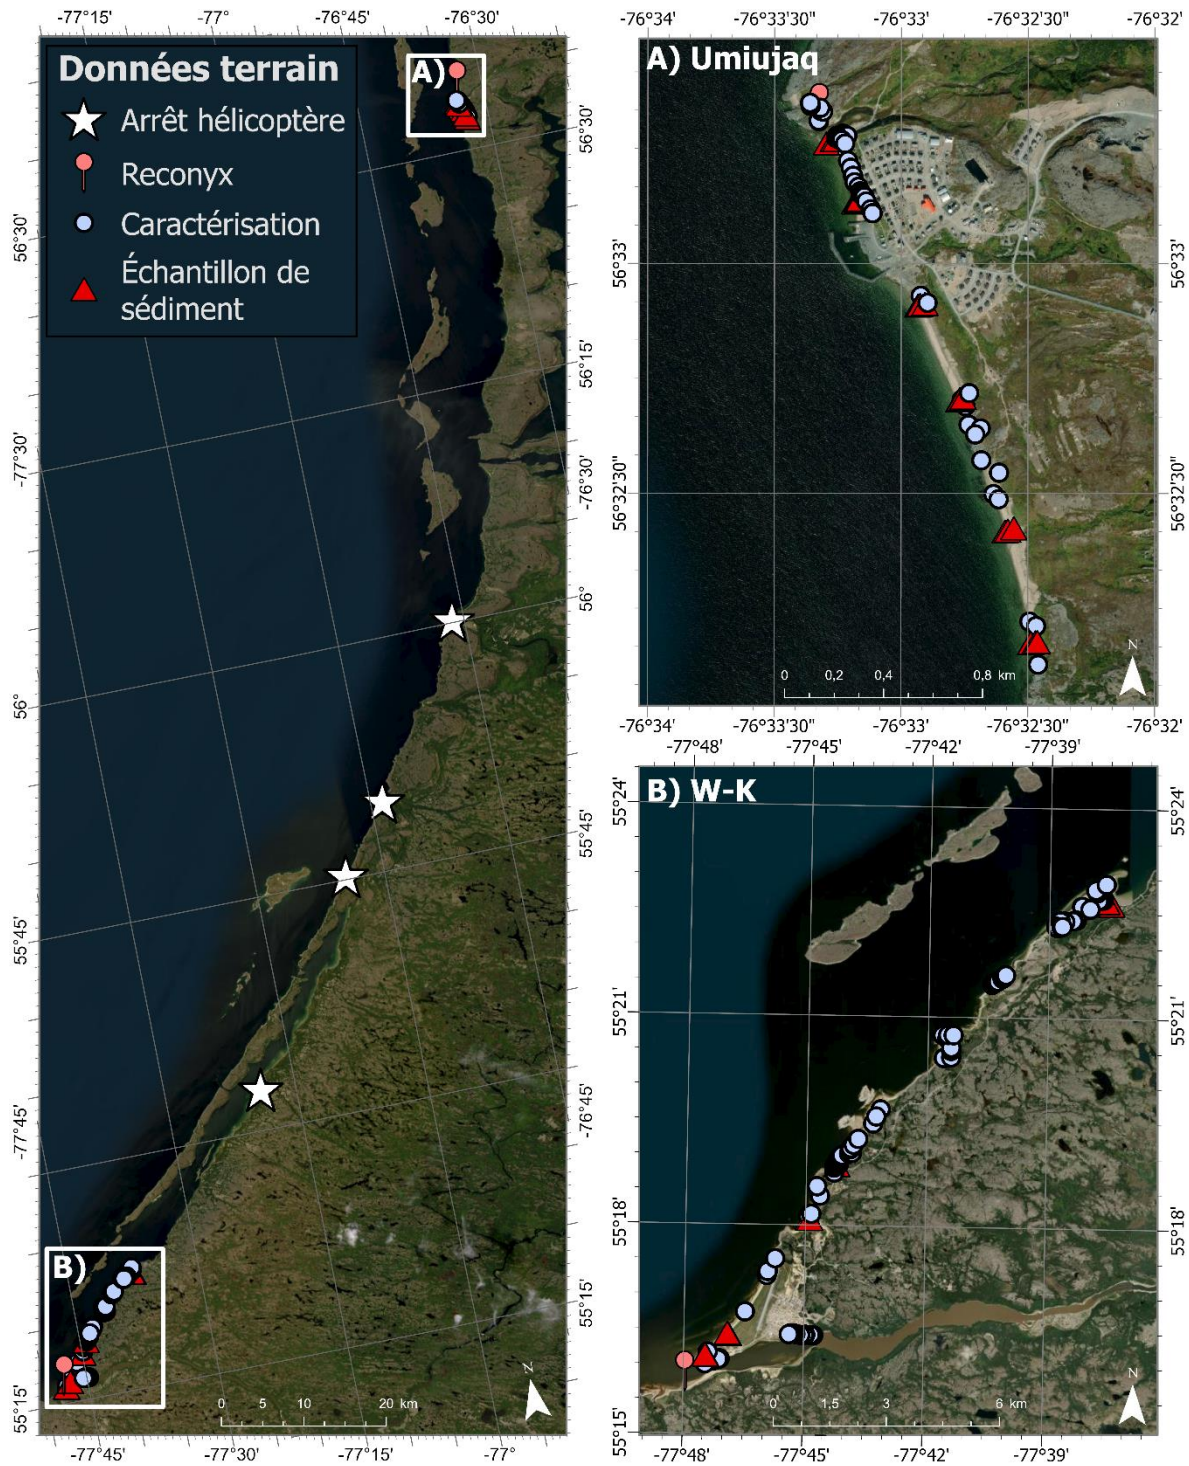 -77°15' -77° -76°45' -76°30'
Données terrain
Arrêt hélicoptère
Reconyx
Caractérisation
Échantillon de
sédiment
A)
56°30'
56°15'
-76°30'
56°
55°45'
-76°45'
55°15'
56°30'
-77°30'
56°
55°45'
-77°45'
55°15'
B)
0 5 10 20 km
N
-77°45' -77°30' -77°15' -77°
-76°34' -76°33'30" -76°33' -76°32'30" -76°32'
A) Umiujaq
56°33'
56°33'
56°32'30"
56°32'30"
0 0,2 0,4 0,8 km
N
-76°34' -76°33'30" -76°33' -76°32'30" -76°32'
-77°48' -77°45' -77°42' -77°39'
B) W-K
55°24'
55°24'
55°21'
55°21'
55°18'
55°18'
55°15'
0 1,5 3 6 km
N
-77°48' -77°45' -77°42' -77°39'